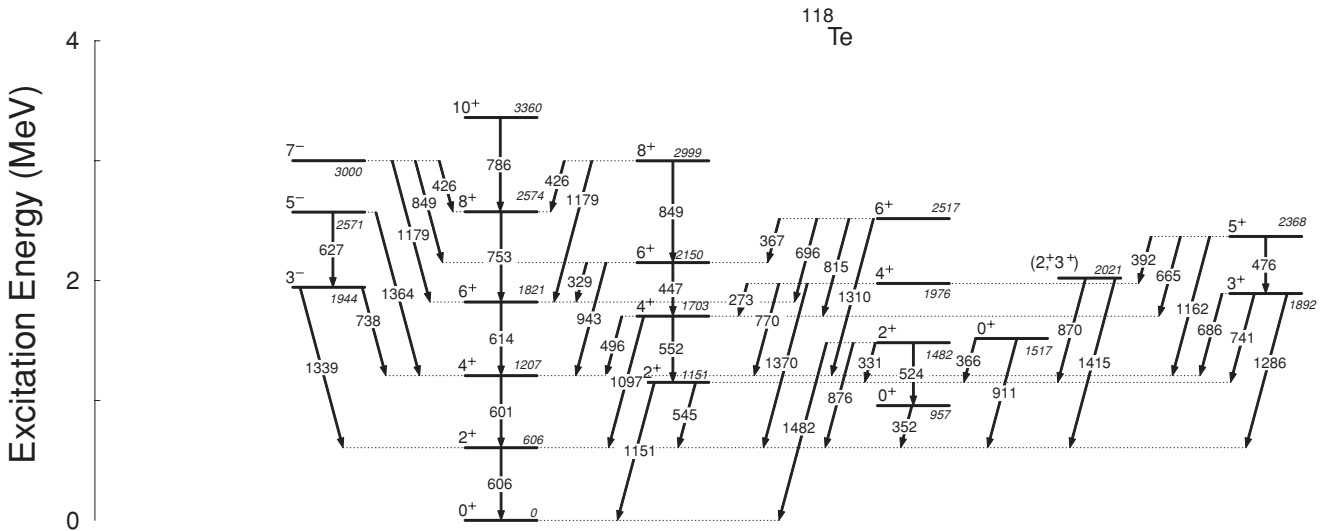 118
Te
4
10+ 3360
7− 8+ 2999
3000 786
426 426
8+ 2574
5− 849 1179 849 6+ 2517
2571 5+ 2368
627 1179 753 367 696
6+ 2150 392 665 476
329 815 4+ (2,+3+) 2021
2 3− 447 1976 3+
1944 6+ 1821 273 1310 1162 1892
1364 943 4+ 1703 770 870 686 741
738 614 2+ 0+
496 552 1370 1482 1517 1415 1286
1339 4+ 1207 1097 2+ 1151 331 524 366
601 545 876 0+ 957 911
2+ 606 1151 1482 352
606
0 0+ 0
Excitation Energy (MeV)